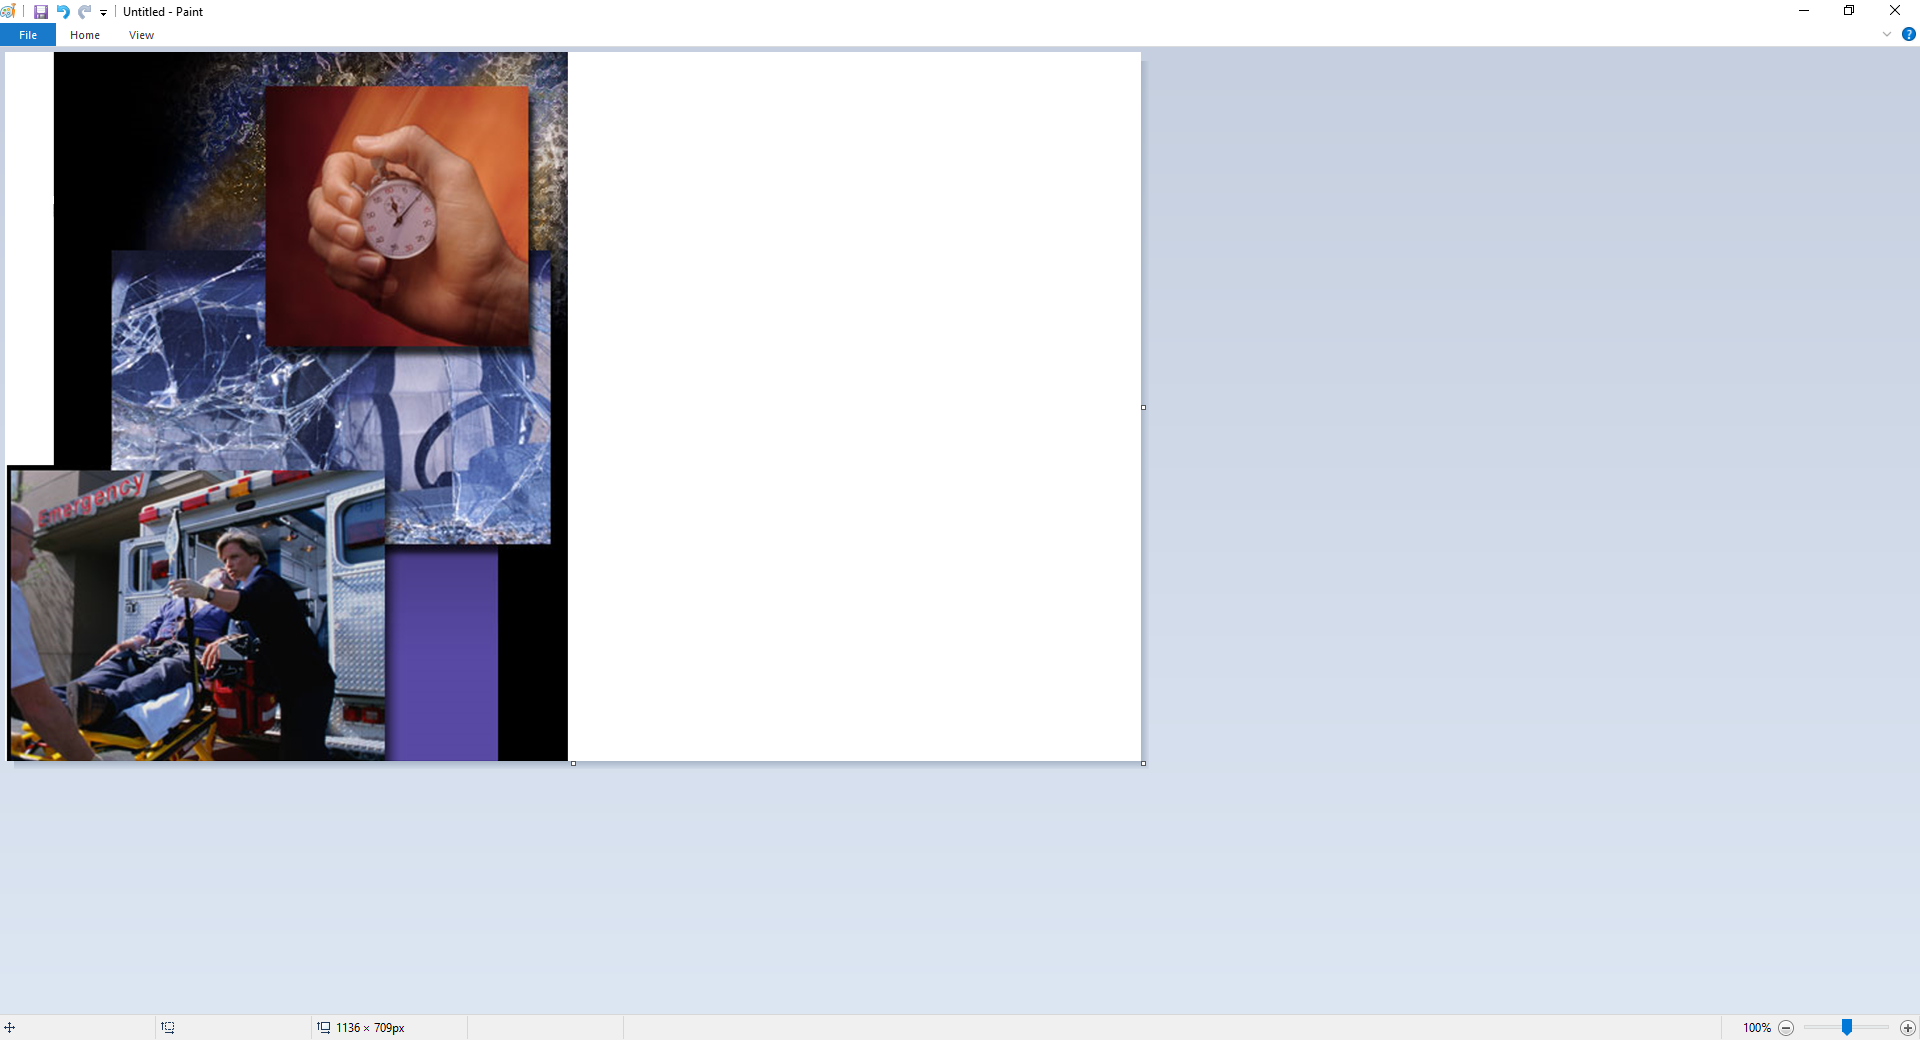 Untitled - Paint
File Home View
Emergency
1136 × 709px
100%